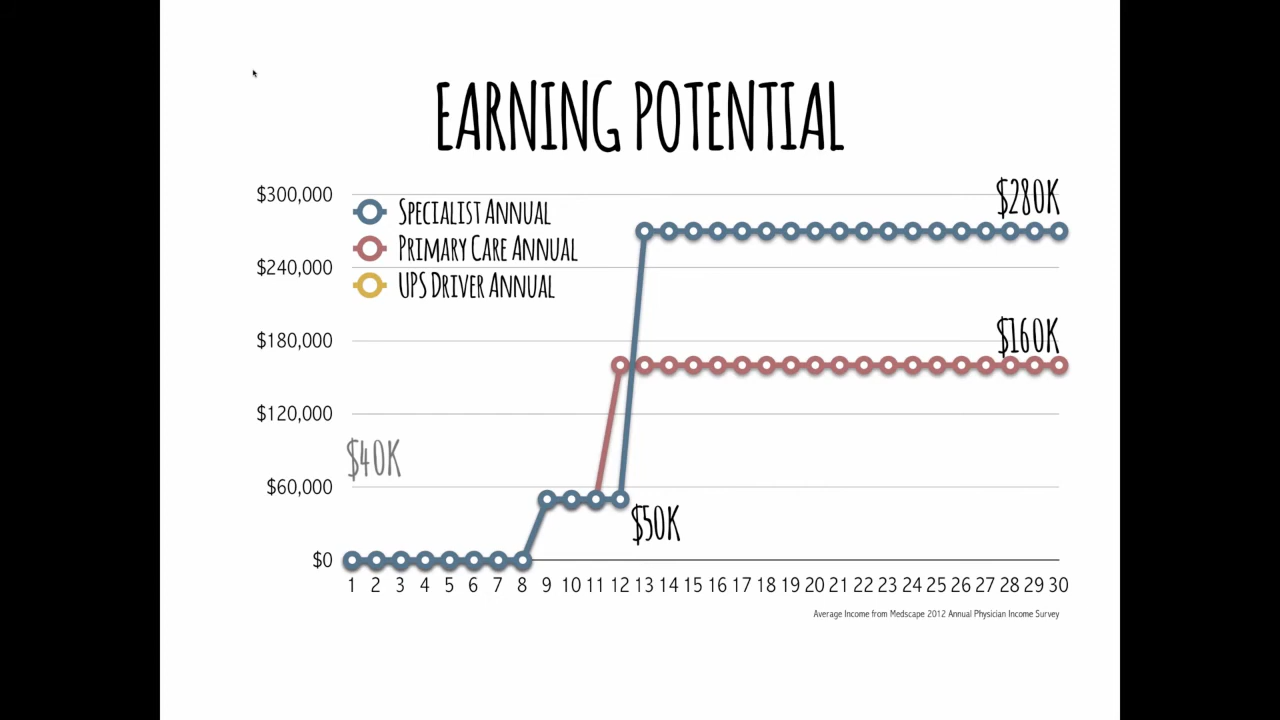 EARNING POTENTIAL
$300,000
$280K
SPECIALIST ANNUAL
PRIMARY CARE ANNUAL
$240,000
UPS DRIVER ANNUAL
$180,000
$160K
$120,000
$40K
$60,000
$50K
$0
1 2 3 4 5 6 7 8 9 10 11 12 13 14 15 16 17 18 19 20 21 22 23 24 25 26 27 28 29 30
Average Income from Medscape 2012 Annual Physician Income Survey